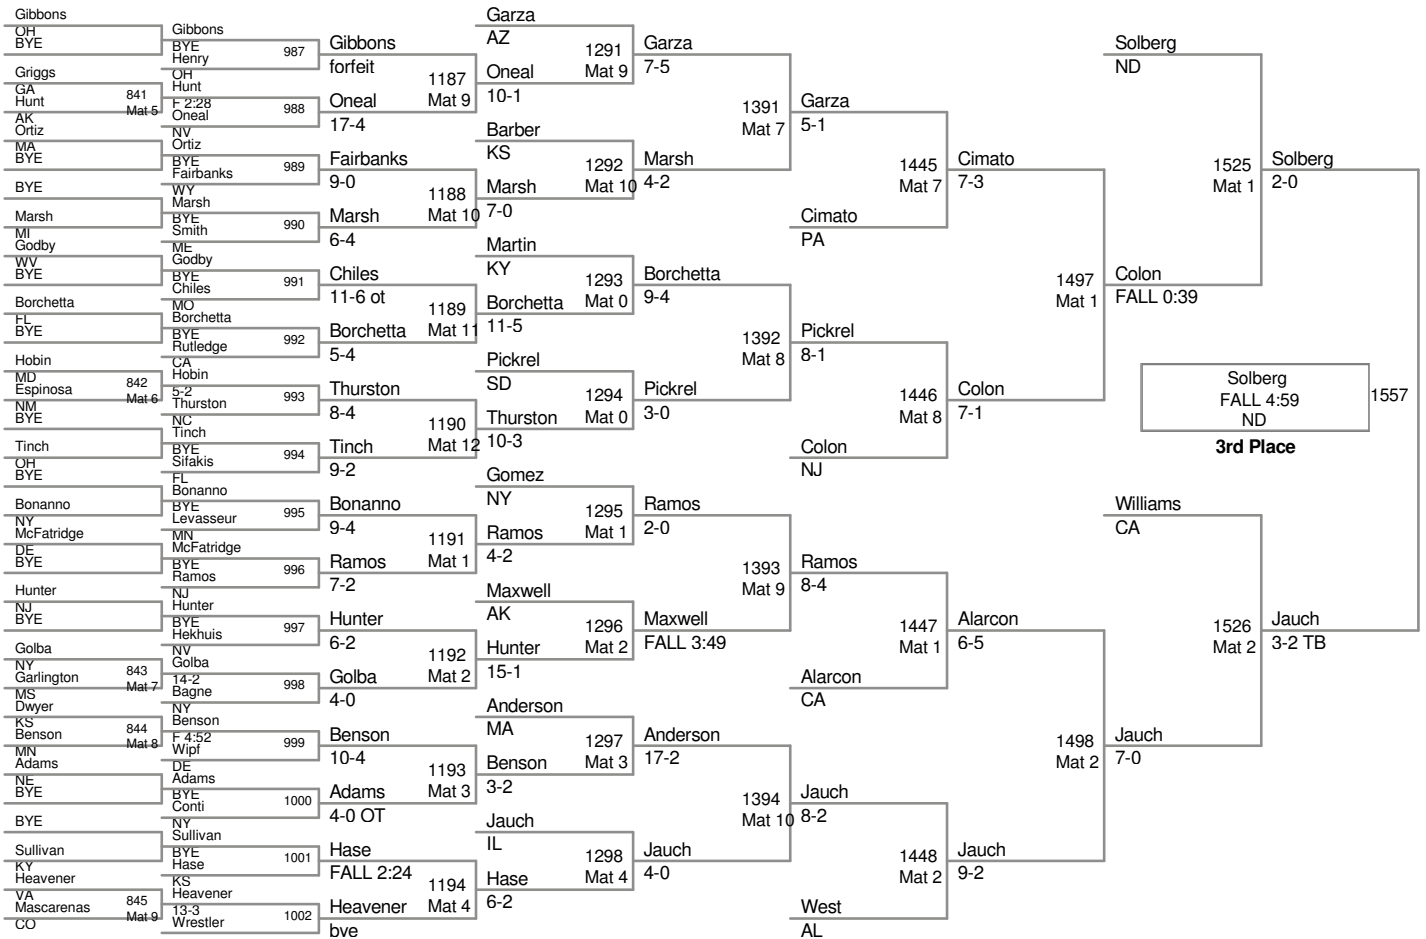 Gibbons
OH
BYE
Griggs
GA
Hunt
AK
Ortiz
MA
BYE
BYE
Marsh
MI
Godby
WV
BYE
Borchetta
FL
BYE
Hobin
MD
Espinosa
NM
BYE
Tinch
OH
BYE
Bonanno
NY
McFatridge
DE
BYE
Hunter
NJ
BYE
Golba
NY
Garlington
MS
Dwyer
KS
Benson
MN
Adams
NE
BYE
BYE
Sullivan
KY
Heavener
VA
Mascarenas
CO
841
Mat 5
842
Mat 6
843
Mat 7
844
Mat 8
845
Mat 9
Gibbons
BYE
Henry
OH
Hunt
F 2:28
Oneal
NV
Ortiz
BYE
Fairbanks
WY
Marsh
BYE
Smith
ME
Godby
BYE
Chiles
MO
Borchetta
BYE
Rutledge
CA
Hobin
5-2
Thurston
NC
Tinch
BYE
Sifakis
FL
Bonanno
BYE
Levasseur
MN
McFatridge
BYE
Ramos
NJ
Hunter
BYE
Hekhuis
NV
Golba
14-2
Bagne
NY
Benson
F 4:52
Wipf
DE
Adams
BYE
Conti
NY
Sullivan
BYE
Hase
KS
Heavener
13-3
Wrestler
987
988
989
990
991
992
993
994
995
996
997
998
999
1000
1001
1002
Gibbons
forfeit
Oneal
17-4
Fairbanks
9-0
Marsh
6-4
Chiles
11-6 ot
Borchetta
5-4
Thurston
8-4
Tinch
9-2
Bonanno
9-4
Ramos
7-2
Hunter
6-2
Golba
4-0
Benson
10-4
Adams
4-0 OT
Hase
FALL 2:24
Heavener
bye
1187
Mat 9
1188
Mat 10
1189
Mat 11
1190
Mat 12
1191
Mat 1
1192
Mat 2
1193
Mat 3
1194
Mat 4
Garza
AZ
Oneal
10-1
Barber
KS
Marsh
7-0
Martin
KY
Borchetta
11-5
Pickrel
SD
Thurston
10-3
Gomez
NY
Ramos
4-2
Maxwell
AK
Hunter
15-1
Anderson
MA
Benson
3-2
Jauch
IL
Hase
6-2
1291
Mat 9
1292
Mat 10
1293
Mat 0
1294
Mat 0
1295
Mat 1
1296
Mat 2
1297
Mat 3
1298
Mat 4
Garza
7-5
Marsh
4-2
Borchetta
9-4
Pickrel
3-0
Ramos
2-0
Maxwell
FALL 3:49
Anderson
17-2
Jauch
4-0
1391
Mat 7
1392
Mat 8
1393
Mat 9
1394
Mat 10
Garza
5-1
Cimato
PA
Pickrel
8-1
Colon
NJ
Ramos
8-4
Alarcon
CA
Jauch
8-2
West
AL
1445
Mat 7
1446
Mat 8
1447
Mat 1
1448
Mat 2
Cimato
7-3
Colon
7-1
Alarcon
6-5
Jauch
9-2
1497
Mat 1
1498
Mat 2
Solberg
ND
Colon
FALL 0:39
Williams
CA
Jauch
7-0
1525
Mat 1
1526
Mat 2
Solberg
2-0
Jauch
3-2 TB
Solberg
FALL 4:59
ND
1557
3rd Place